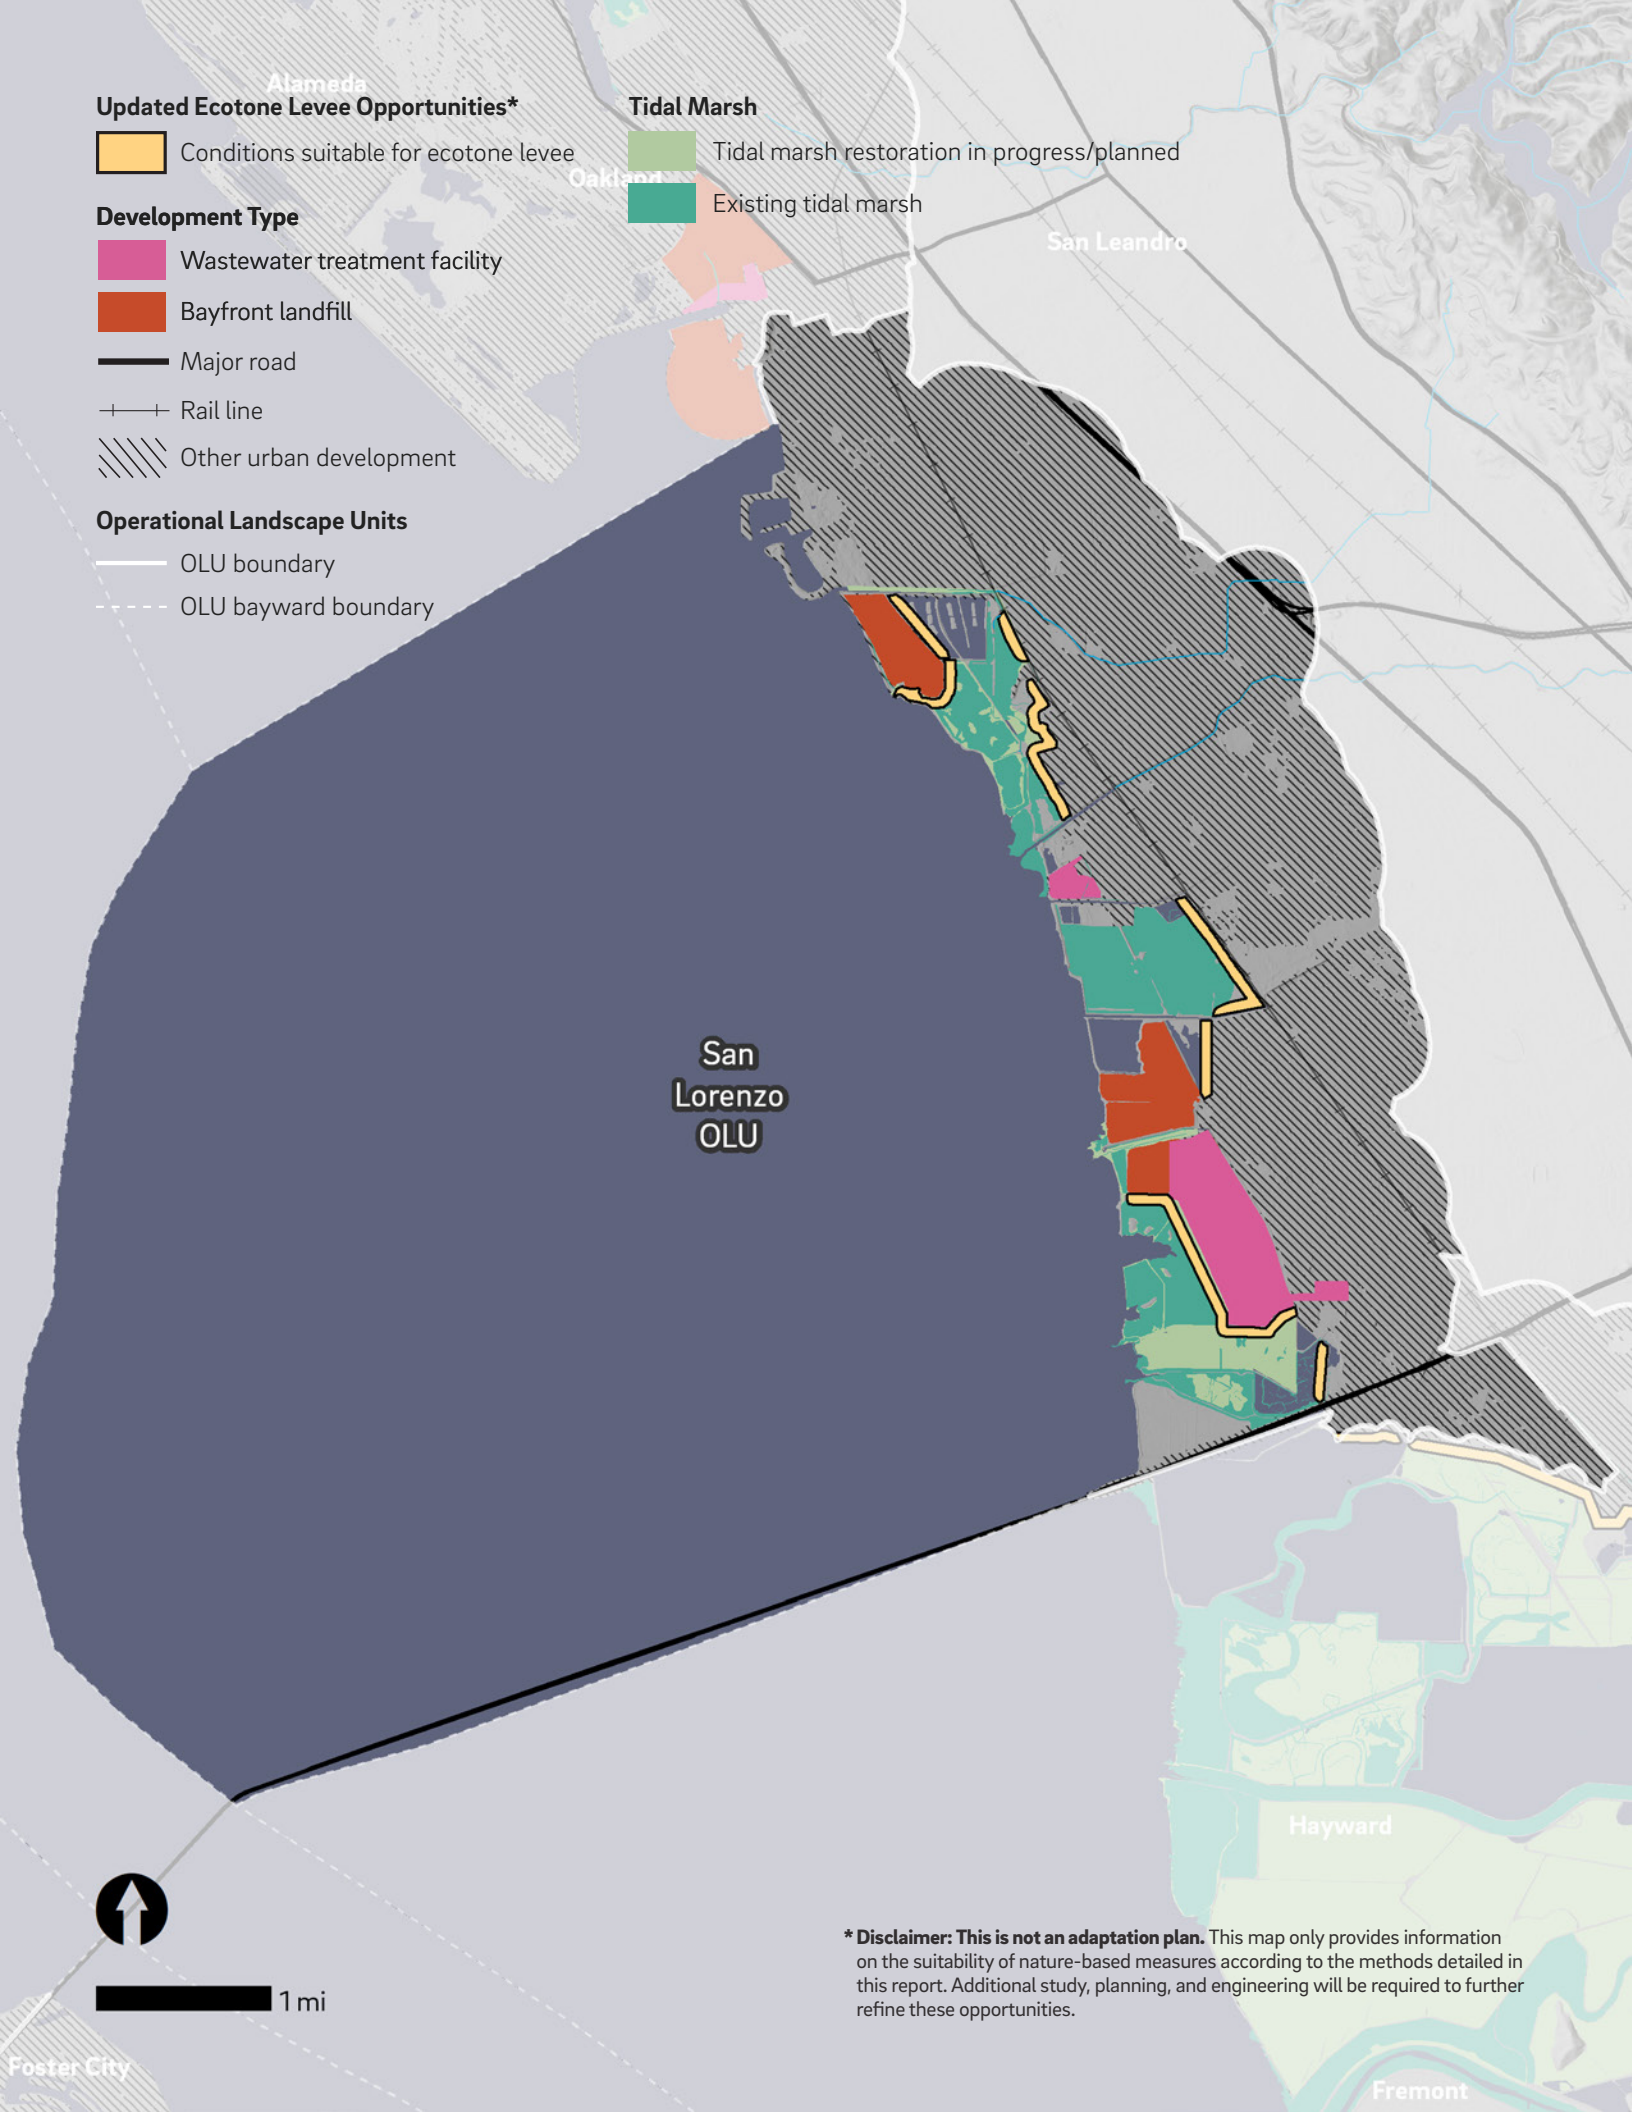 Alameda
Updated Ecotone Levee Opportunities*
Conditions suitable for ecotone levee
Development Type
Wastewater treatment facility
Bayfront landfill
Major road
Rail line
Other urban development
Operational Landscape Units
OLU boundary
OLU bayward boundary
Tidal Marsh
Tidal marsh restoration in progress/planned
Existing tidal marsh
Oakland
San Leandro
San
Lorenzo
OLU
Hayward
* Disclaimer: This is not an adaptation plan. This map only provides information
on the suitability of nature-based measures according to the methods detailed in
this report. Additional study, planning, and engineering will be required to further
refine these opportunities.
1 mi
Foster City
Fremont